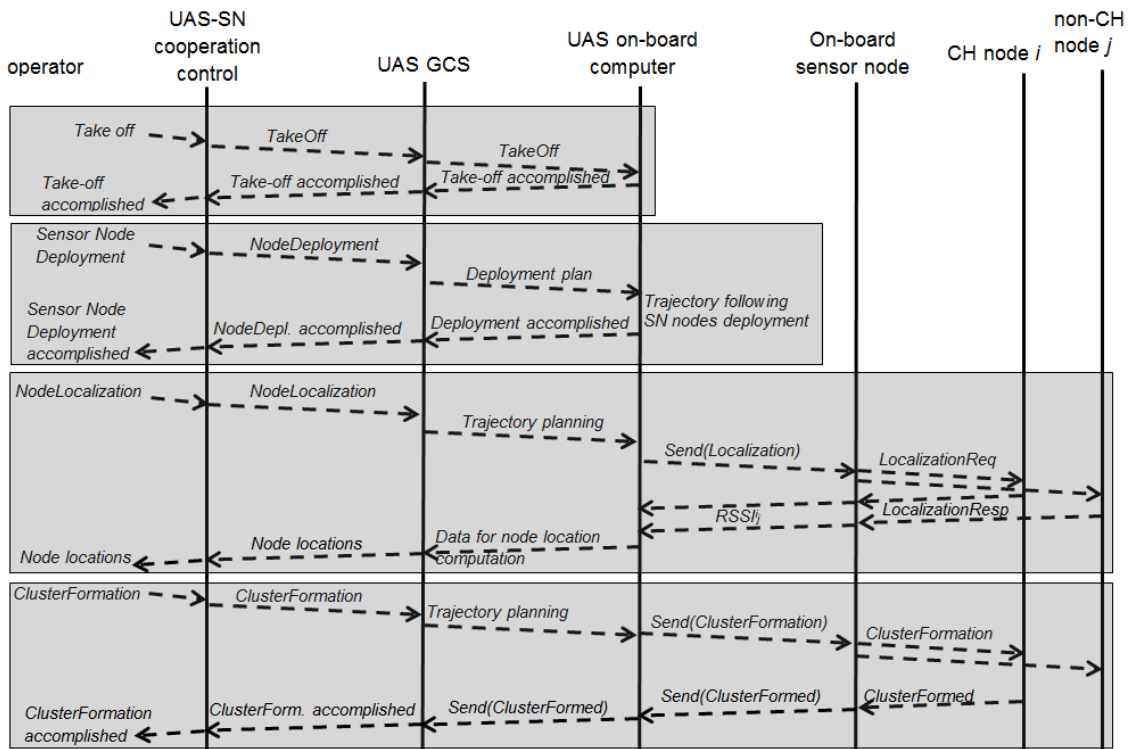 UAS-SN
cooperation
control
operator
UAS GCS
UAS on-board
computer
On-board
sensor node
CH node i
non-CH
node j
Take off
TakeOff
TakeOff
Take-off
accomplished
Take-off accomplished
Take-off accomplished
Sensor Node
Deployment
NodeDeployment
Deployment plan
Trajectory following
SN nodes deployment
Sensor Node
Deployment
accomplished
NodeDepl. accomplished
Deployment accomplished
NodeLocalization
NodeLocalization
Trajectory planning
Send(Localization)
LocalizationReq
RSSIij
LocalizationResp
Node locations
Node locations
Data for node location
computation
ClusterFormation
ClusterFormation
Trajectory planning
Send(ClusterFormation)
ClusterFormation
ClusterFormation
accomplished
ClusterForm. accomplished
Send(ClusterFormed)
Send(ClusterFormed)
ClusterFormed